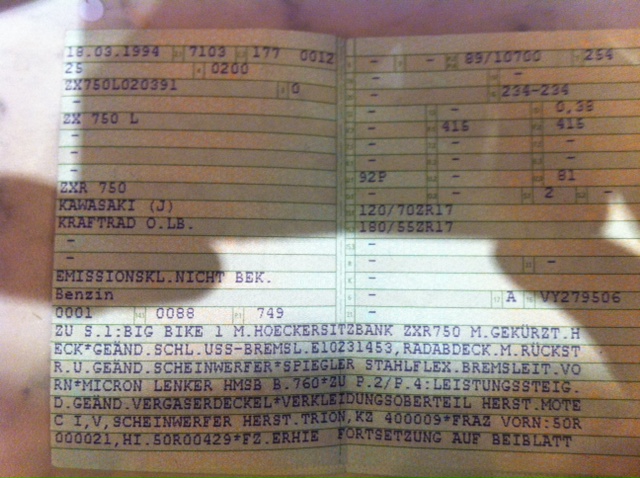 18.03.1994 7103 177 0012
25 0200
ZX750L020391 0
-
ZX 750 L
-
-
-
ZXR 750
KAWASAKI (J)
KRAFTRAD O.LB.
-
-
EMISSIONSKL.NICHT BEK.
Benzin
0001 0088 749
- - 89/10700 254
- -
- 234-234
- - 0,38
- 415 415
- - -
- - -
92P - 81
- - 2 -
120/70ZR17
180/55ZR17
-
-
- -
- A VY279506
-
ZU S.1:BIG BIKE 1 M.HOECKERSITZBANK ZXR750 M.GEKÜRZT.H
ECK*GEÄND.SCHL.USS-BREMSL.E10231453,RADABDECK.M.RÜCKST
R.U.GEÄND.SCHEINWERFER*SPIEGLER STAHLFLEX.BREMSLEIT.VO
RN*MICRON LENKER HMSB B.760*ZU P.2/P.4:LEISTUNGSSTEIG.
D.GEÄND.VERGASERDECKEL*VERKLEIDUNGSOBERTEIL HERST.MOTE
C I,V,SCHEINWERFER HERST.TRION,KZ 400009*FRAZ VORN:50R
000021,HI.50R00429*FZ.ERHIE FORTSETZUNG AUF BEIBLATT